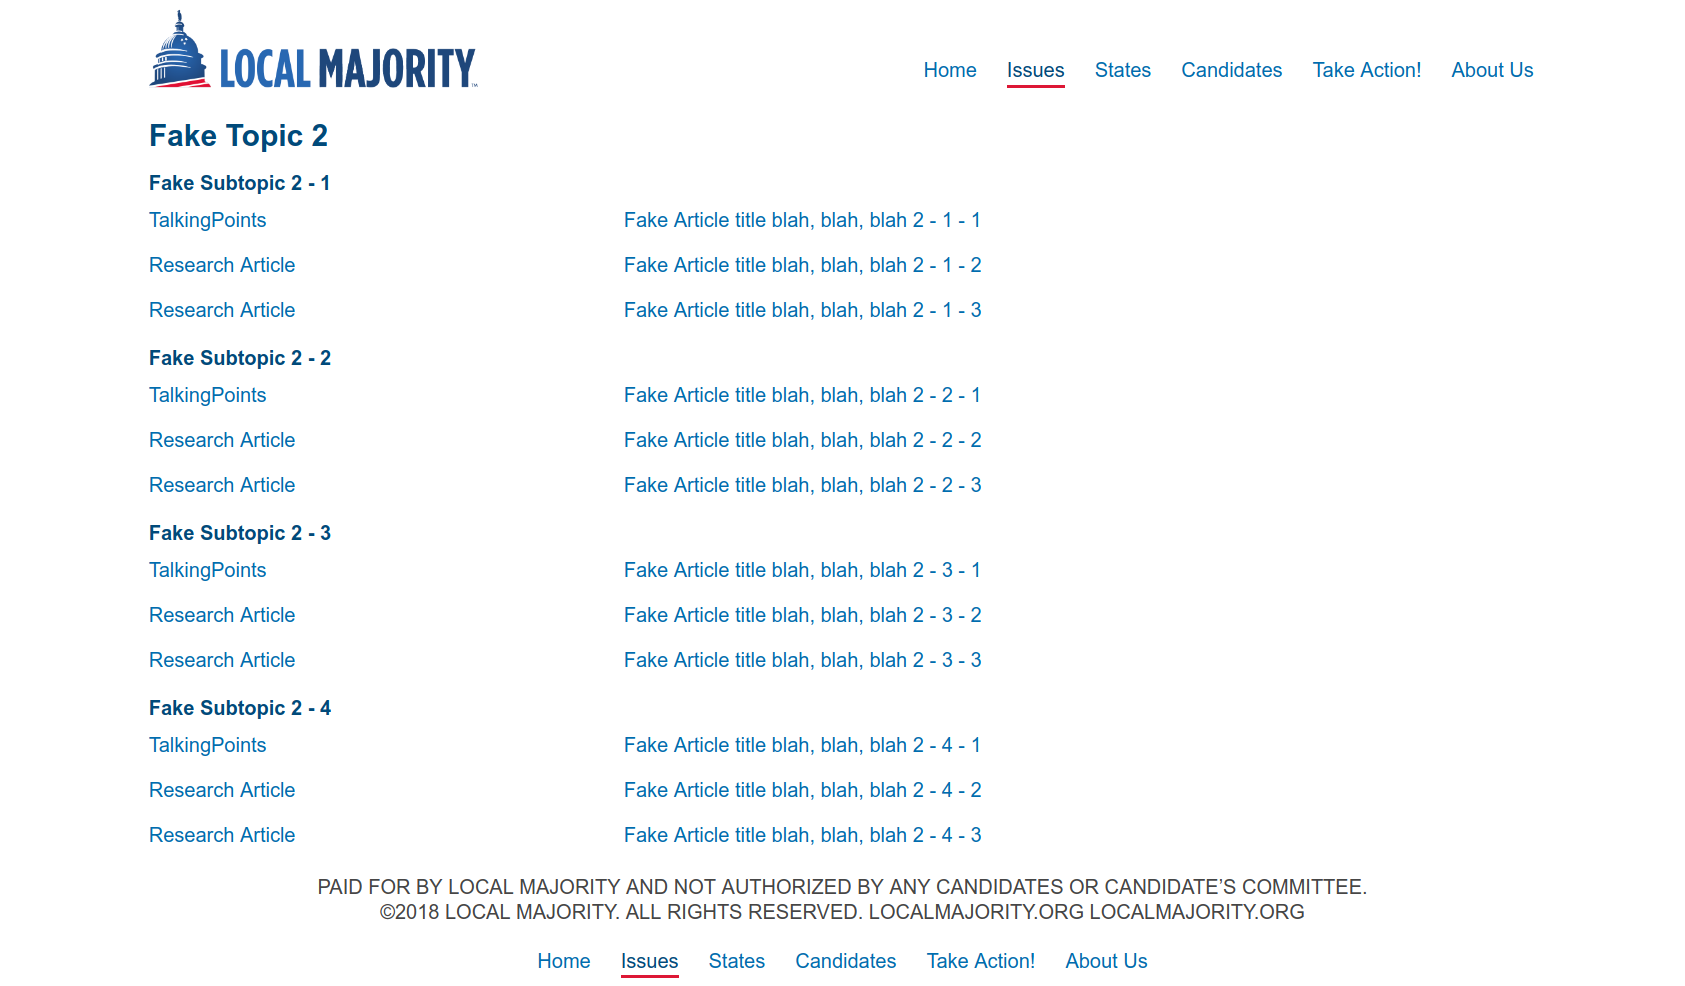 LOCAL MAJORITY™
Home Issues States Candidates Take Action! About Us
Fake Topic 2
Fake Subtopic 2 - 1
TalkingPoints Fake Article title blah, blah, blah 2 - 1 - 1
Research Article Fake Article title blah, blah, blah 2 - 1 - 2
Research Article Fake Article title blah, blah, blah 2 - 1 - 3
Fake Subtopic 2 - 2
TalkingPoints Fake Article title blah, blah, blah 2 - 2 - 1
Research Article Fake Article title blah, blah, blah 2 - 2 - 2
Research Article Fake Article title blah, blah, blah 2 - 2 - 3
Fake Subtopic 2 - 3
TalkingPoints Fake Article title blah, blah, blah 2 - 3 - 1
Research Article Fake Article title blah, blah, blah 2 - 3 - 2
Research Article Fake Article title blah, blah, blah 2 - 3 - 3
Fake Subtopic 2 - 4
TalkingPoints Fake Article title blah, blah, blah 2 - 4 - 1
Research Article Fake Article title blah, blah, blah 2 - 4 - 2
Research Article Fake Article title blah, blah, blah 2 - 4 - 3
PAID FOR BY LOCAL MAJORITY AND NOT AUTHORIZED BY ANY CANDIDATES OR CANDIDATE’S COMMITTEE.
©2018 LOCAL MAJORITY. ALL RIGHTS RESERVED. LOCALMAJORITY.ORG LOCALMAJORITY.ORG
Home Issues States Candidates Take Action! About Us